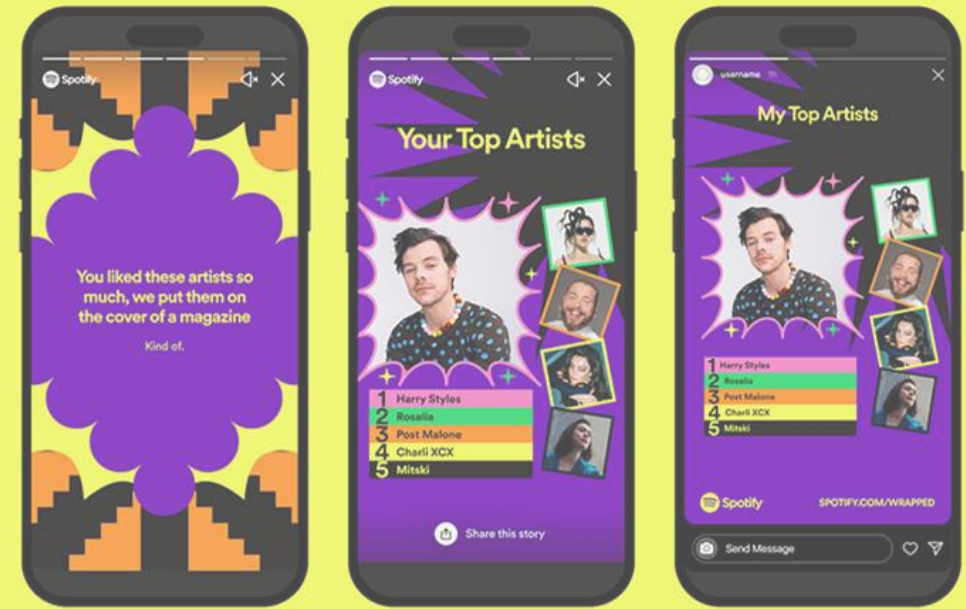 Spotify
You liked these artists so
much, we put them on
the cover of a magazine
Kind of.
Spotify
Your Top Artists
1 Harry Styles
2 Rosalía
3 Post Malone
4 Charli XCX
5 Mitski
Share this story
username 1h
My Top Artists
1 Harry Styles
2 Rosalía
3 Post Malone
4 Charli XCX
5 Mitski
Spotify SPOTIFY.COM/WRAPPED
Send Message